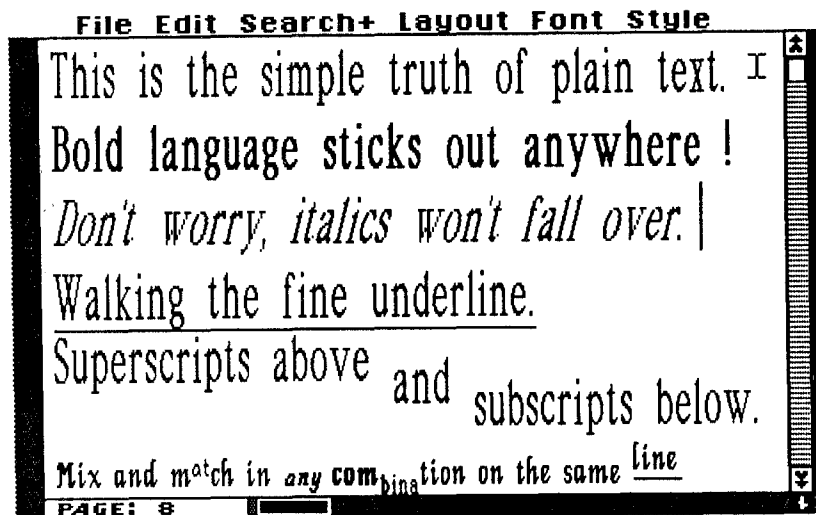 File Edit Search+ Layout Font Style
This is the simple truth of plain text.
Bold language sticks out anywhere !
Don't worry, italics won't fall over.
Walking the fine underline.
Superscripts above and subscripts below.
Mix and match in any combination on the same line
PAGE: 8